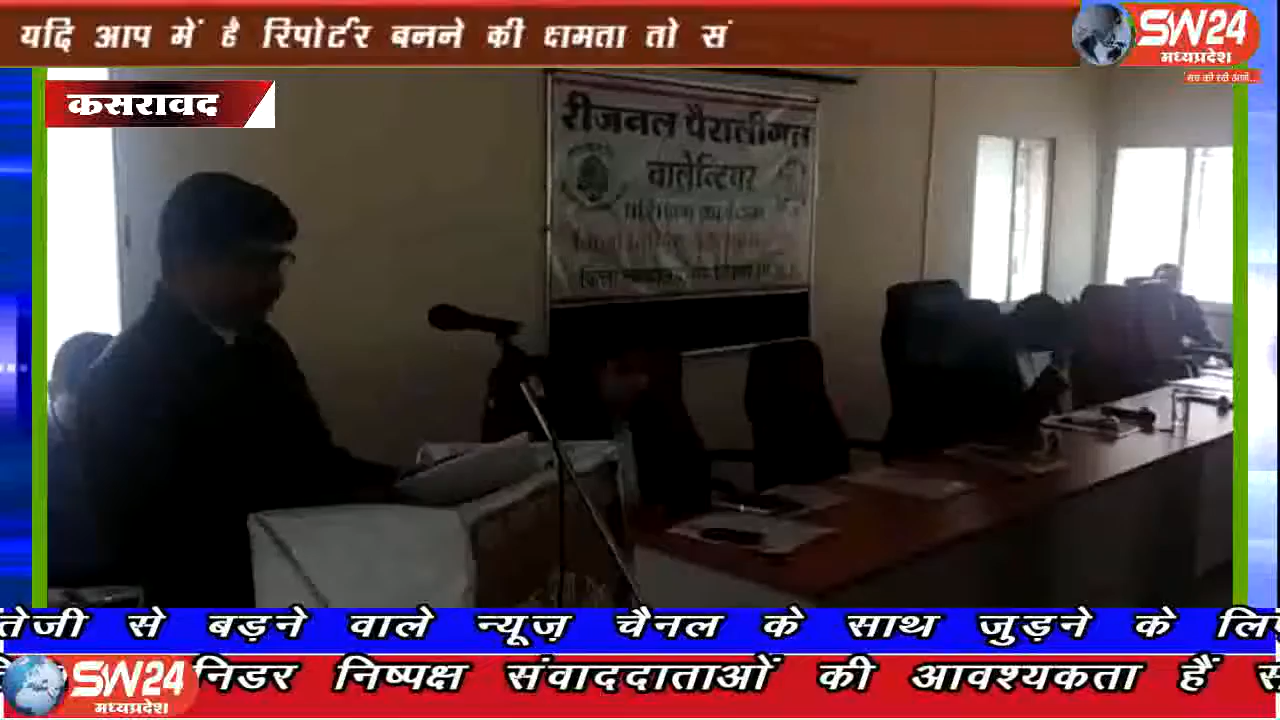 यदि आप में है रिपोर्टर बनने की क्षमता तो सं
SW24
मध्यप्रदेश
कसरावद
रीजनल पैरालीगल
वालेन्टियर
तेजी से बड़ने वाले न्यूज़ चैनल के साथ जुड़ने के लिए
SW24
मध्यप्रदेश
निडर निष्पक्ष संवाददाताओं की आवश्यकता हैं